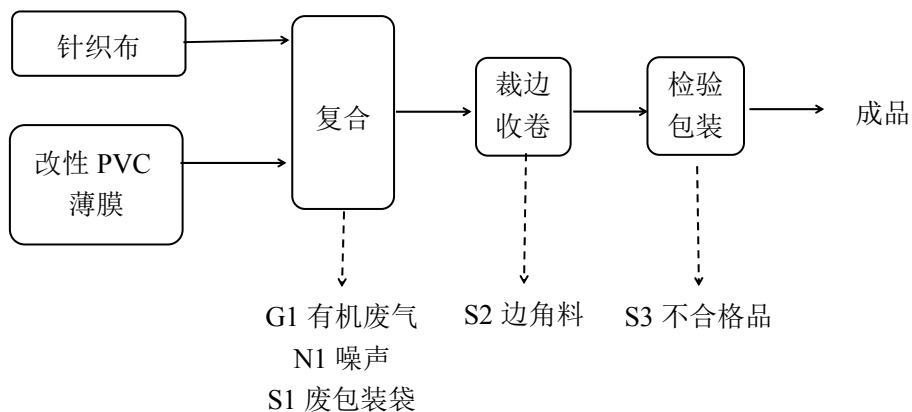 针织布
改性 PVC
薄膜
复合
裁边
收卷
检验
包装
成品
G1 有机废气
N1 噪声
S1 废包装袋
S2 边角料
S3 不合格品